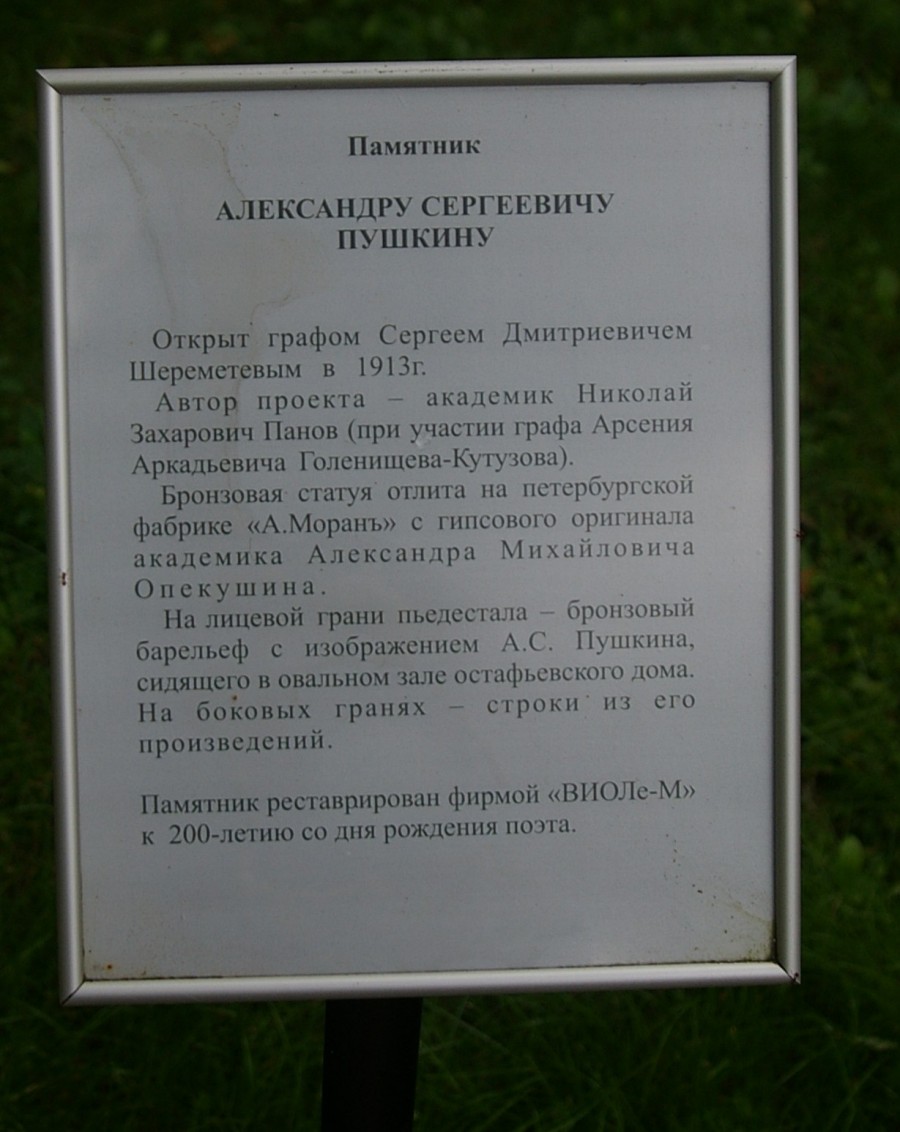 Памятник
АЛЕКСАНДРУ СЕРГЕЕВИЧУ
ПУШКИНУ
Открыт графом Сергеем Дмитриевичем
Шереметевым в 1913г.
Автор проекта – академик Николай
Захарович Панов (при участии графа Арсения
Аркадьевича Голенищева-Кутузова).
Бронзовая статуя отлита на петербургской
фабрике «А.Моранъ» с гипсового оригинала
академика Александра Михайловича
Опекушина.
На лицевой грани пьедестала – бронзовый
барельеф с изображением А.С. Пушкина,
сидящего в овальном зале остафьевского дома.
На боковых гранях – строки из его
произведений.
Памятник реставрирован фирмой «ВИОЛе-М»
к 200-летию со дня рождения поэта.